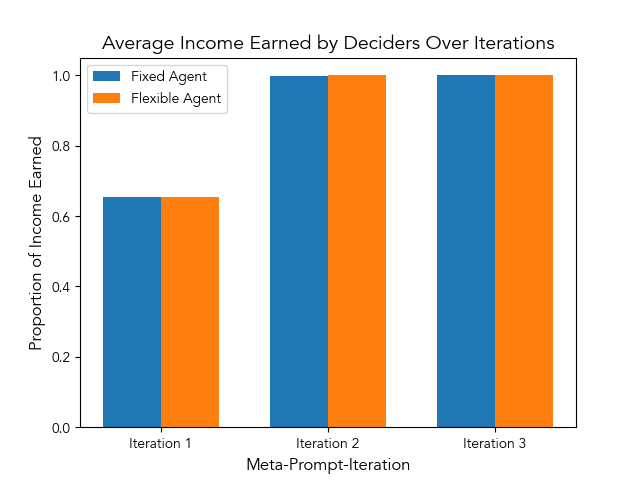 Average Income Earned by Deciders Over Iterations
Fixed Agent
Flexible Agent
Proportion of Income Earned
1.0
0.8
0.6
0.4
0.2
0.0
Iteration 1
Iteration 2
Iteration 3
Meta-Prompt-Iteration